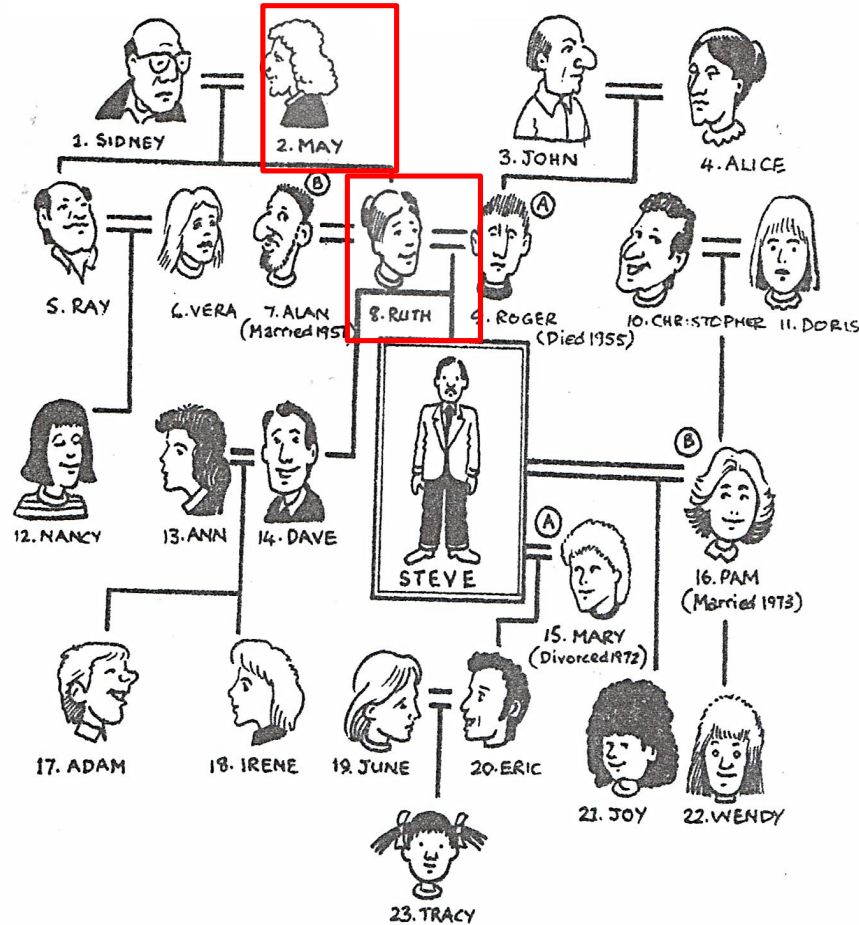 1. SIDNEY
2. MAY
3. JOHN
4. ALICE
B
A
5. RAY
6. VERA
7. ALAN
(Married 1957)
8. RUTH
9. ROGER
(Died 1955)
10. CHRISTOPHER
11. DORIS
B
12. NANCY
13. ANN
14. DAVE
STEVE
A
15. MARY
(Divorced 1972)
16. PAM
(Married 1973)
17. ADAM
18. IRENE
19. JUNE
20. ERIC
21. JOY
22. WENDY
23. TRACY